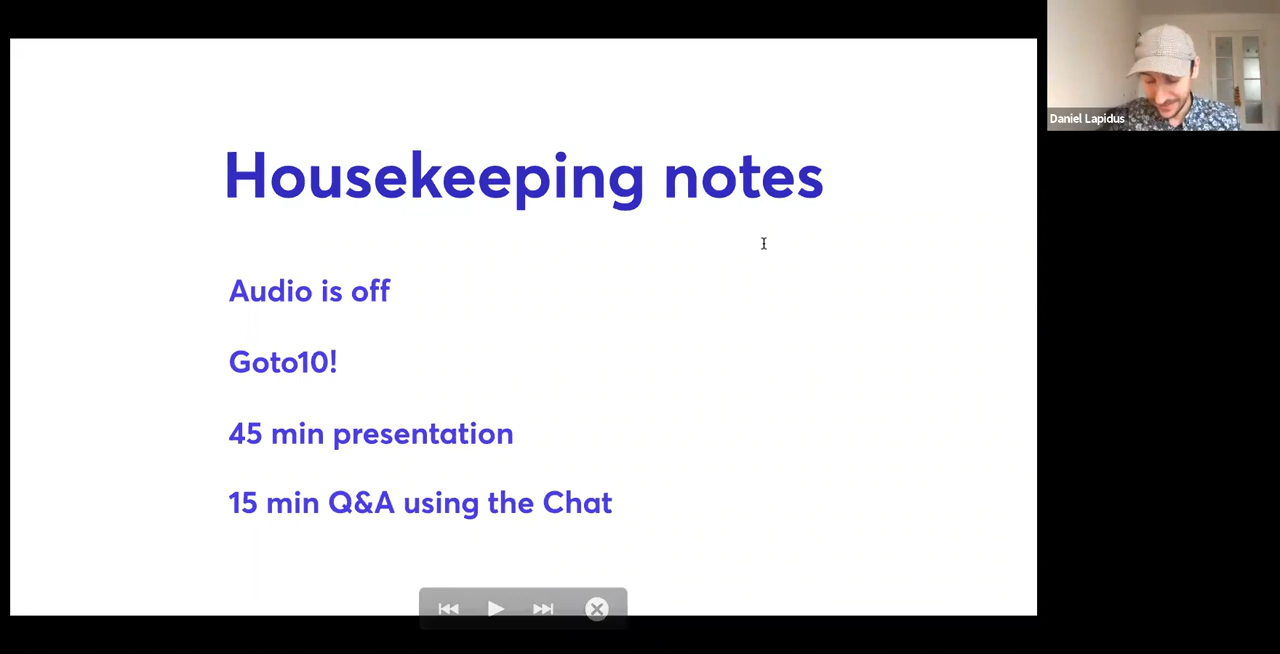 Housekeeping notes
Audio is off
Goto10!
45 min presentation
15 min Q&A using the Chat
Daniel Lapidus